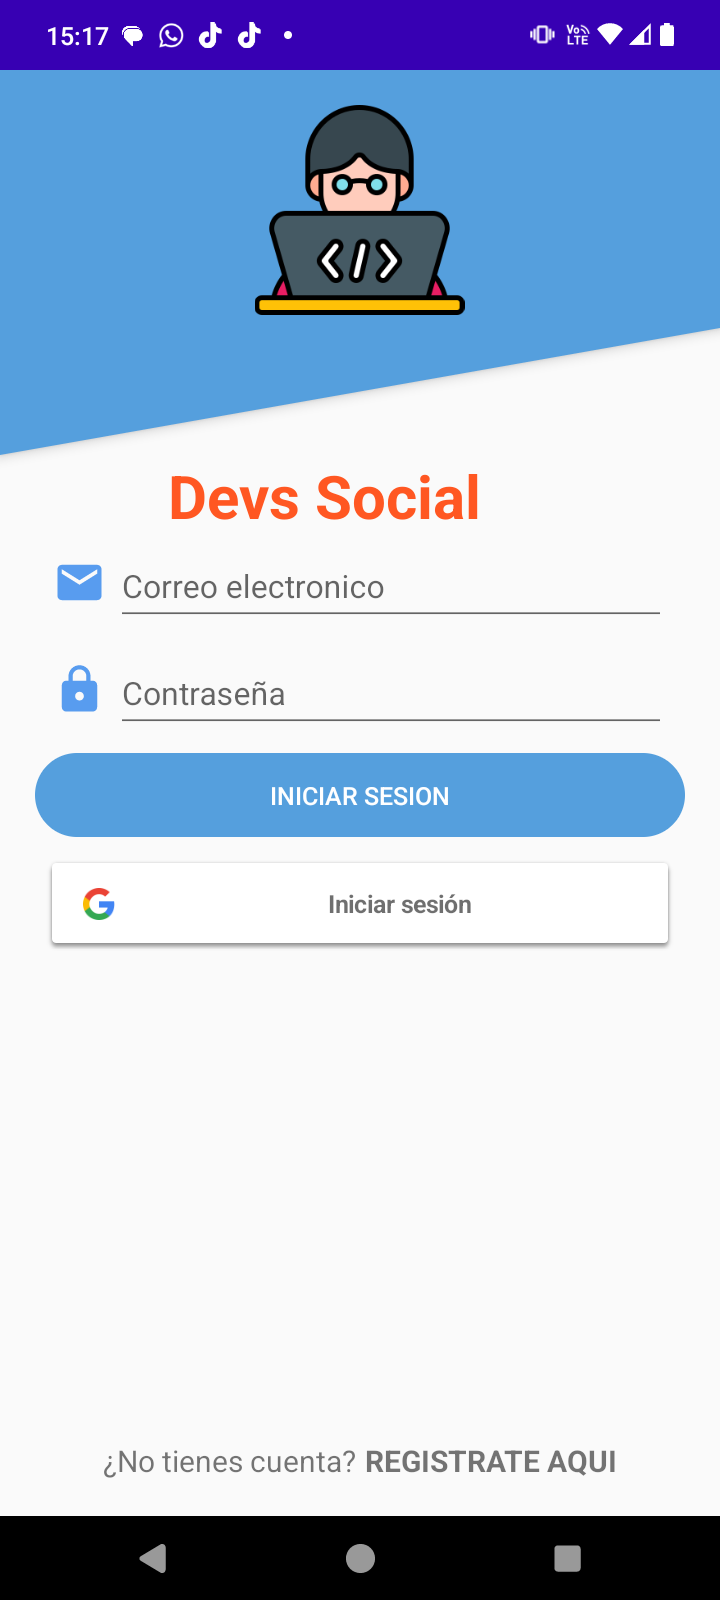 15:17
Vo LTE
</>
Devs Social
Correo electronico
Contraseña
INICIAR SESION
G Iniciar sesión
¿No tienes cuenta? REGISTRATE AQUI